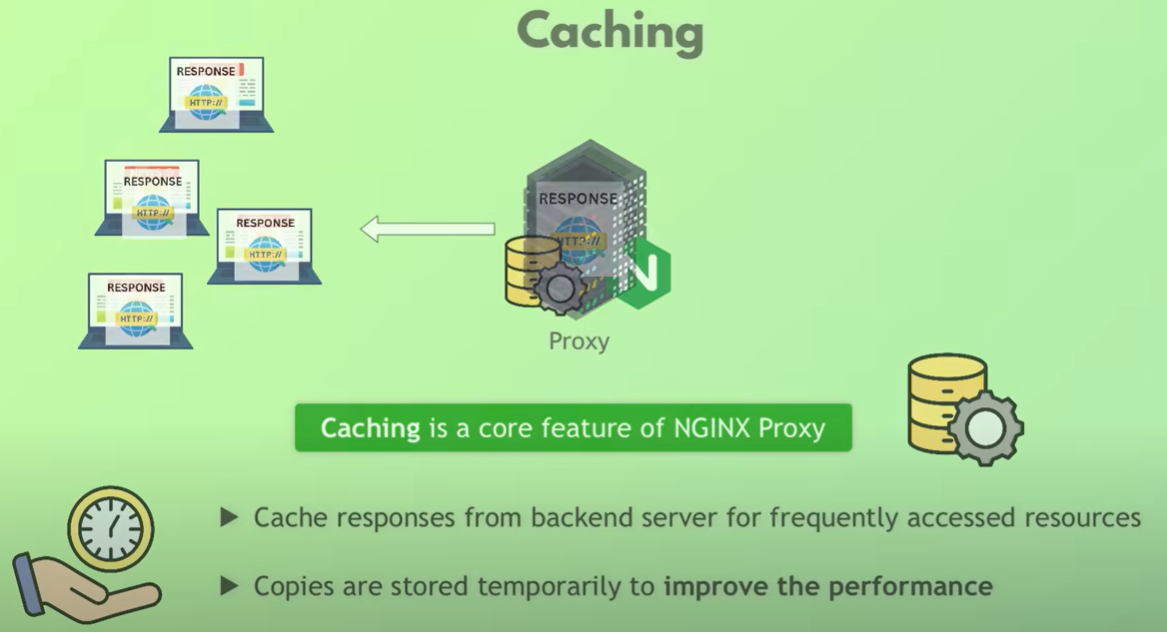 Caching
RESPONSE
HTTP://
RESPONSE
HTTP://
RESPONSE
HTTP://
RESPONSE
HTTP://
RESPONSE
HTTP://
N
Proxy
Caching is a core feature of NGINX Proxy
Cache responses from backend server for frequently accessed resources
Copies are stored temporarily to improve the performance